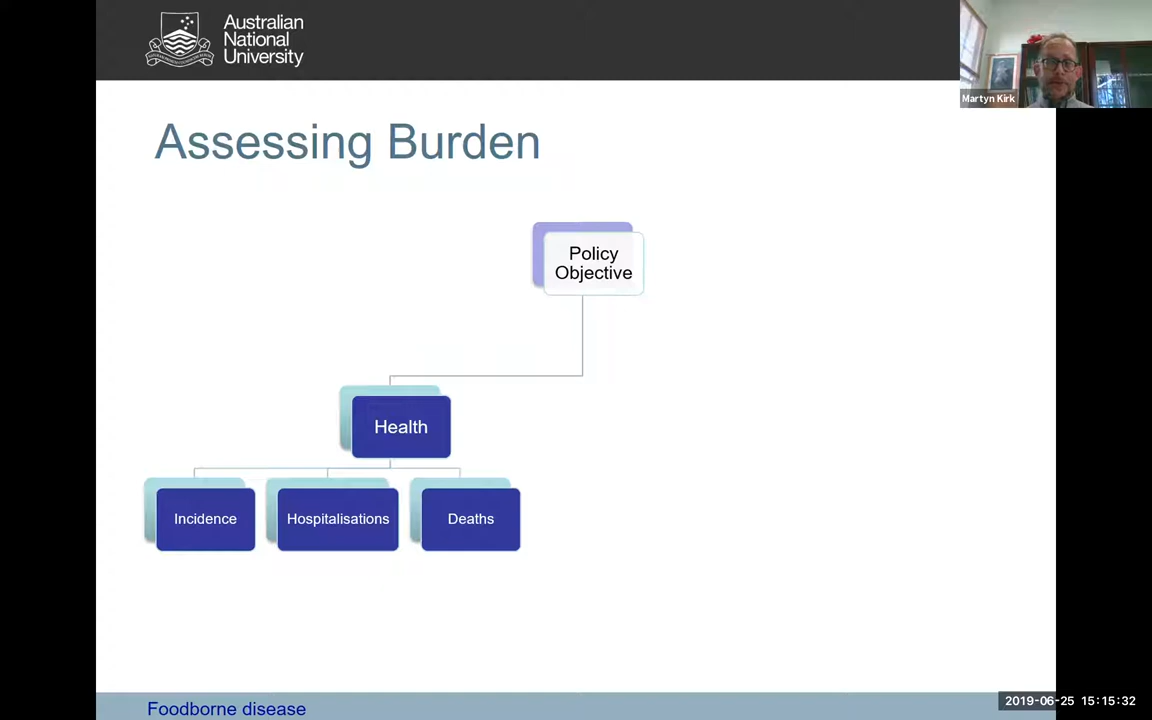 Australian
National
University
Martyn Kirk
Assessing Burden
Policy
Objective
Health
Incidence
Hospitalisations
Deaths
Foodborne disease
2019-06-25 15:15:32